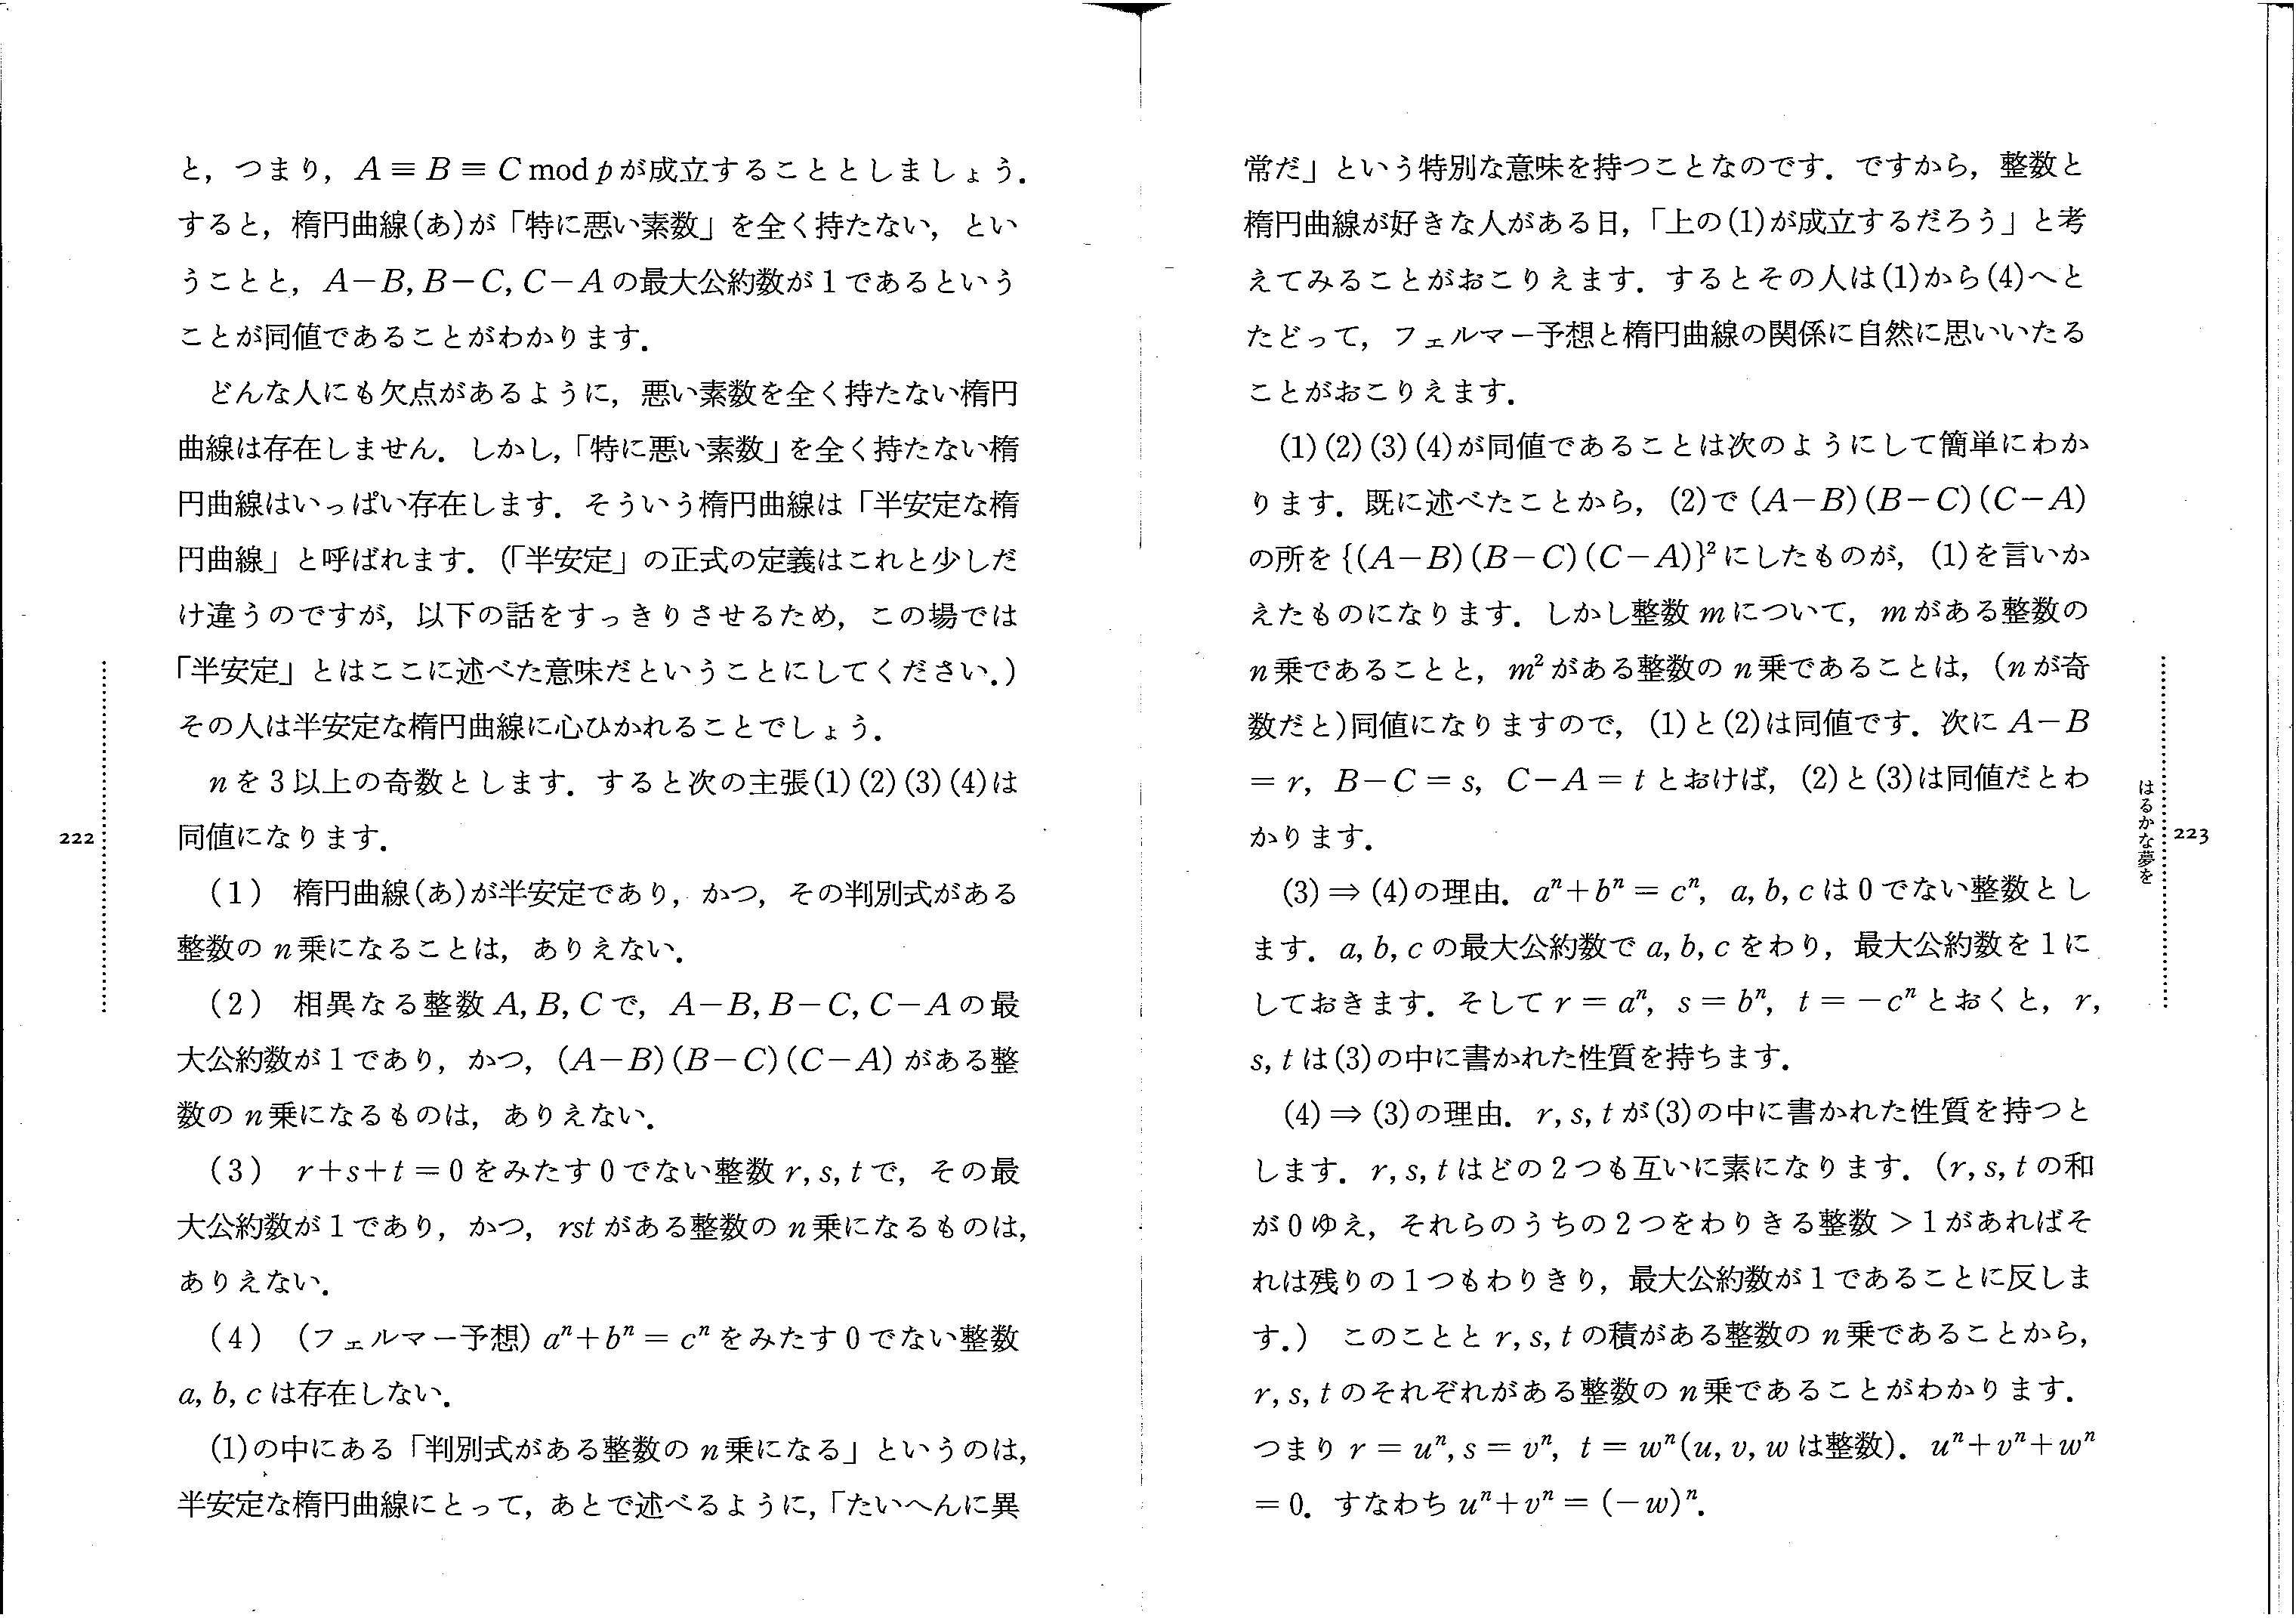 と，つまり，A ≡ B ≡ C mod p が成立することとしましょう．
すると，楕円曲線(あ)が「特に悪い素数」を全く持たない，とい
うことと，A−B, B−C, C−A の最大公約数が1であるという
ことが同値であることがわかります．
どんな人にも欠点があるように，悪い素数を全く持たない楕円
曲線は存在しません．しかし，「特に悪い素数」を全く持たない楕
円曲線はいっぱい存在します．そういう楕円曲線は「半安定な楕
円曲線」と呼ばれます．(「半安定」の正式の定義はこれと少しだ
け違うのですが，以下の話をすっきりさせるため，この場では
「半安定」とはここに述べた意味だということにしてください．)
その人は半安定な楕円曲線に心ひかれることでしょう．
n を3以上の奇数とします．すると次の主張(1)(2)(3)(4)は
同値になります．
(1) 楕円曲線(あ)が半安定であり，かつ，その判別式がある
整数の n 乗になることは，ありえない．
(2) 相異なる整数 A, B, C で，A−B, B−C, C−A の最
大公約数が1であり，かつ，(A−B)(B−C)(C−A) がある整
数の n 乗になるものは，ありえない．
(3) r+s+t = 0 をみたす0でない整数 r, s, t で，その最
大公約数が1であり，かつ，rst がある整数の n 乗になるものは，
ありえない．
(4) (フェルマー予想) aⁿ+bⁿ = cⁿ をみたす0でない整数
a, b, c は存在しない．
(1)の中にある「判別式がある整数の n 乗になる」というのは，
半安定な楕円曲線にとって，あとで述べるように，「たいへんに異
222
常だ」という特別な意味を持つことなのです．ですから，整数と
楕円曲線が好きな人がある日，「上の(1)が成立するだろう」と考
えてみることがおこりえます．するとその人は(1)から(4)へと
たどって，フェルマー予想と楕円曲線の関係に自然に思いいたる
ことがおこりえます．
(1)(2)(3)(4)が同値であることは次のようにして簡単にわか
ります．既に述べたことから，(2)で (A−B)(B−C)(C−A)
の所を {(A−B)(B−C)(C−A)}² にしたものが，(1)を言いか
えたものになります．しかし整数 m について，m がある整数の
n 乗であることと，m² がある整数の n 乗であることは，(n が奇
数だと)同値になりますので，(1)と(2)は同値です．次に A−B
= r, B−C = s, C−A = t とおけば，(2)と(3)は同値だとわ
かります．
(3) ⇒ (4)の理由．aⁿ+bⁿ = cⁿ, a, b, c は0でない整数とし
ます．a, b, c の最大公約数で a, b, c をわり，最大公約数を1に
しておきます．そして r = aⁿ, s = bⁿ, t = −cⁿ とおくと，r,
s, t は(3)の中に書かれた性質を持ちます．
(4) ⇒ (3)の理由．r, s, t が(3)の中に書かれた性質を持つと
します．r, s, t はどの2つも互いに素になります．(r, s, t の和
が0ゆえ，それらのうちの2つをわりきる整数 > 1 があればそ
れは残りの1つもわりきり，最大公約数が1であることに反しま
す．) このことと r, s, t の積がある整数の n 乗であることから，
r, s, t のそれぞれがある整数の n 乗であることがわかります．
つまり r = uⁿ, s = vⁿ, t = wⁿ (u, v, w は整数)．uⁿ+vⁿ+wⁿ
= 0．すなわち uⁿ+vⁿ = (−w)ⁿ．
はるかな夢を
223